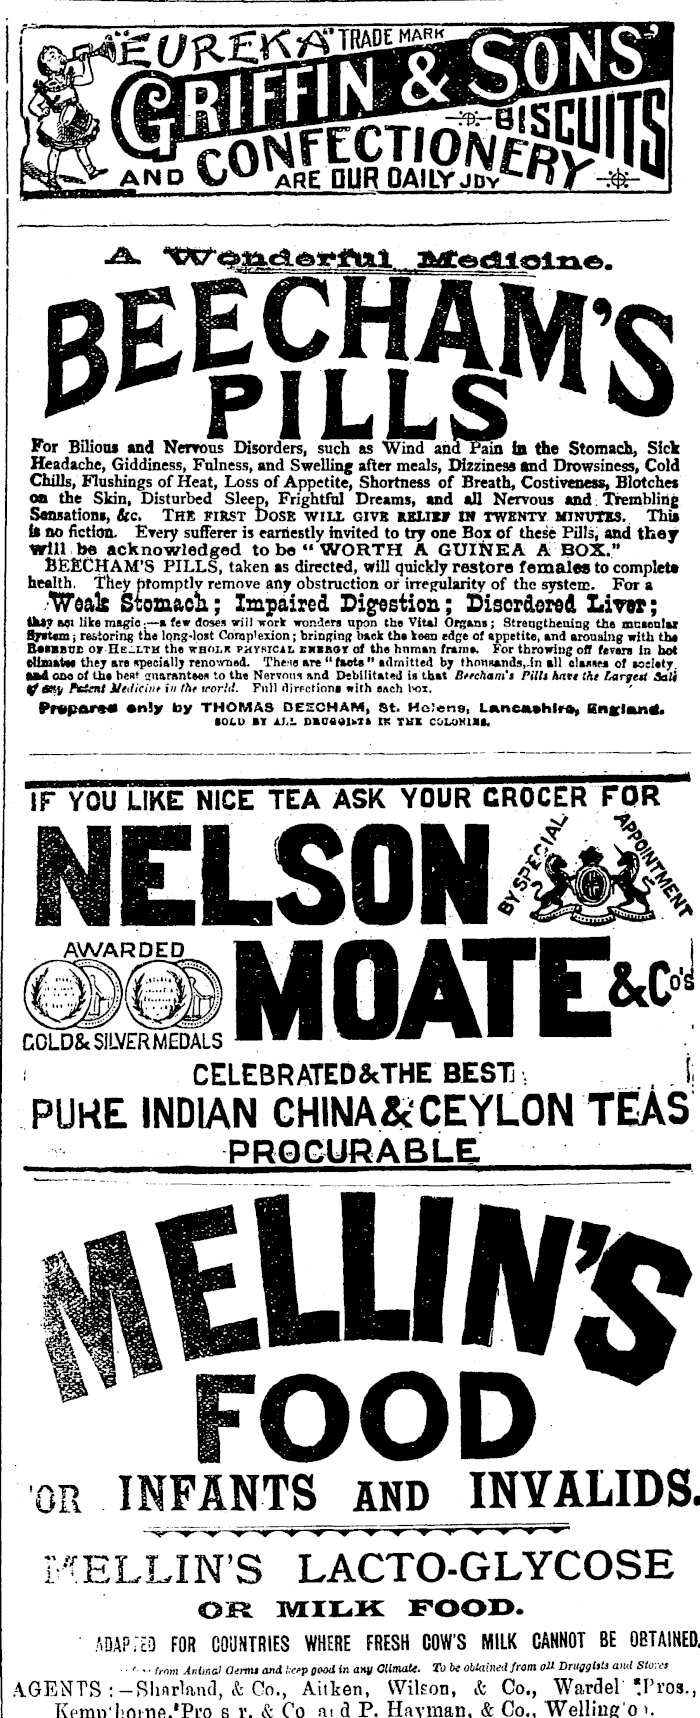 "EUREKA" TRADE MARK
GRIFFIN & SONS'
BISCUITS
AND CONFECTIONERY
ARE OUR DAILY JOY
A Wonderful Medicine.
BEECHAM'S
PILLS
For Bilious and Nervous Disorders, such as Wind and Pain in the Stomach, Sick
Headache, Giddiness, Fulness, and Swelling after meals, Dizziness and Drowsiness, Cold
Chills, Flushings of Heat, Loss of Appetite, Shortness of Breath, Costiveness, Blotches
on the Skin, Disturbed Sleep, Frightful Dreams, and all Nervous and Trembling
Sensations, &c. THE FIRST DOSE WILL GIVE RELIEF IN TWENTY MINUTES. This
is no fiction. Every sufferer is earnestly invited to try one Box of these Pills, and they
will be acknowledged to be "WORTH A GUINEA A BOX."
BEECHAM'S PILLS, taken as directed, will quickly restore females to complete
health. They promptly remove any obstruction or irregularity of the system. For a
Weak Stomach; Impaired Digestion; Disordered Liver;
they act like magic:—a few doses will work wonders upon the Vital Organs; Strengthening the muscular
System; restoring the long-lost Complexion; bringing back the keen edge of appetite, and arousing with the
ROSEBUD OF HEALTH the WHOLE PHYSICAL ENERGY of the human frame. For throwing off fevers in hot
climates they are specially renowned. These are "facts" admitted by thousands, in all classes of society,
and one of the best guarantees to the Nervous and Debilitated is that Beecham's Pills have the Largest Sale
of any Patent Medicine in the world. Full directions with each box.
Prepared only by THOMAS BEECHAM, St. Helens, Lancashire, England.
SOLD BY ALL DRUGGISTS IN THE COLONIES.
IF YOU LIKE NICE TEA ASK YOUR GROCER FOR
NELSON
BY SPECIAL APPOINTMENT
MOATE & Co's
AWARDED
GOLD & SILVER MEDALS
CELEBRATED & THE BEST
PURE INDIAN CHINA & CEYLON TEAS
PROCURABLE
MELLIN'S
FOOD
FOR INFANTS AND INVALIDS.
MELLIN'S LACTO-GLYCOSE
OR MILK FOOD.
ADAPTED FOR COUNTRIES WHERE FRESH COW'S MILK CANNOT BE OBTAINED,
from Animal Germs and keep good in any Climate. To be obtained from all Druggists and Stores
AGENTS:—Sharland, & Co., Aitken, Wilson, & Co., Wardel Pros.,
Kempthorne, Pros r. & Co and P. Hayman, & Co., Wellington.